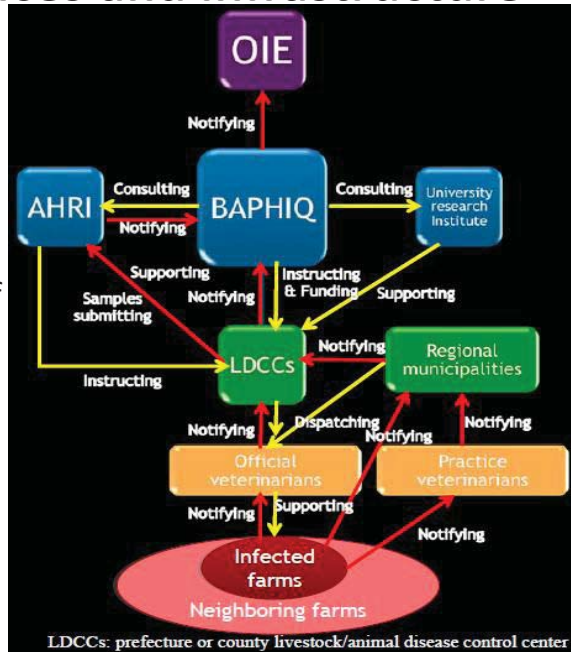 OIE
Notifying
Consulting
Consulting
AHRI
BAPHIQ
University
research
Institute
Notifying
Supporting
Notifying
Instructing
& Funding
Supporting
Samples
submitting
LDCCs
Notifying
Regional
municipalities
Instructing
Notifying
Dispatching
Notifying
Notifying
Official
veterinarians
Practice
veterinarians
Notifying
Supporting
Notifying
Infected
farms
Neighboring farms
LDCCs: prefecture or county livestock/animal disease control center